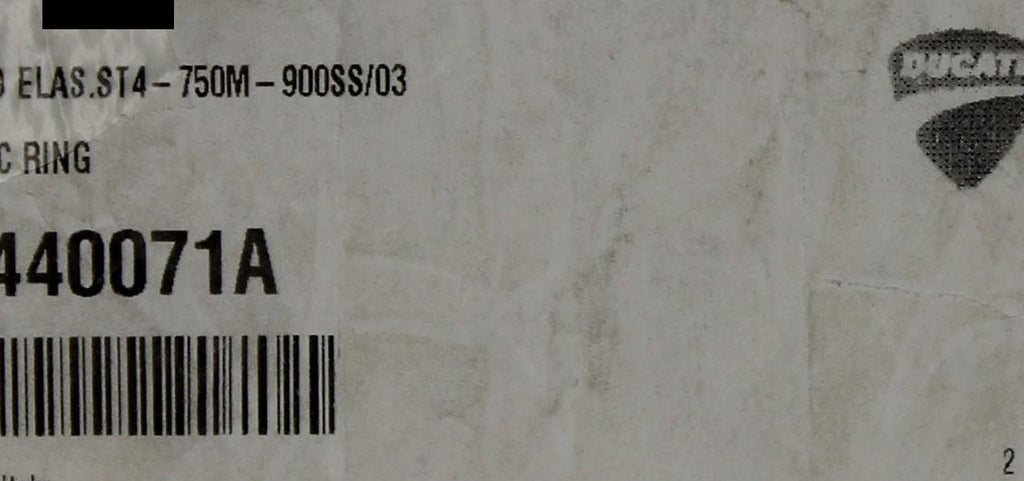 ELAS.ST4-750M-900SS/03
DUCATI
C RING
440071A
2